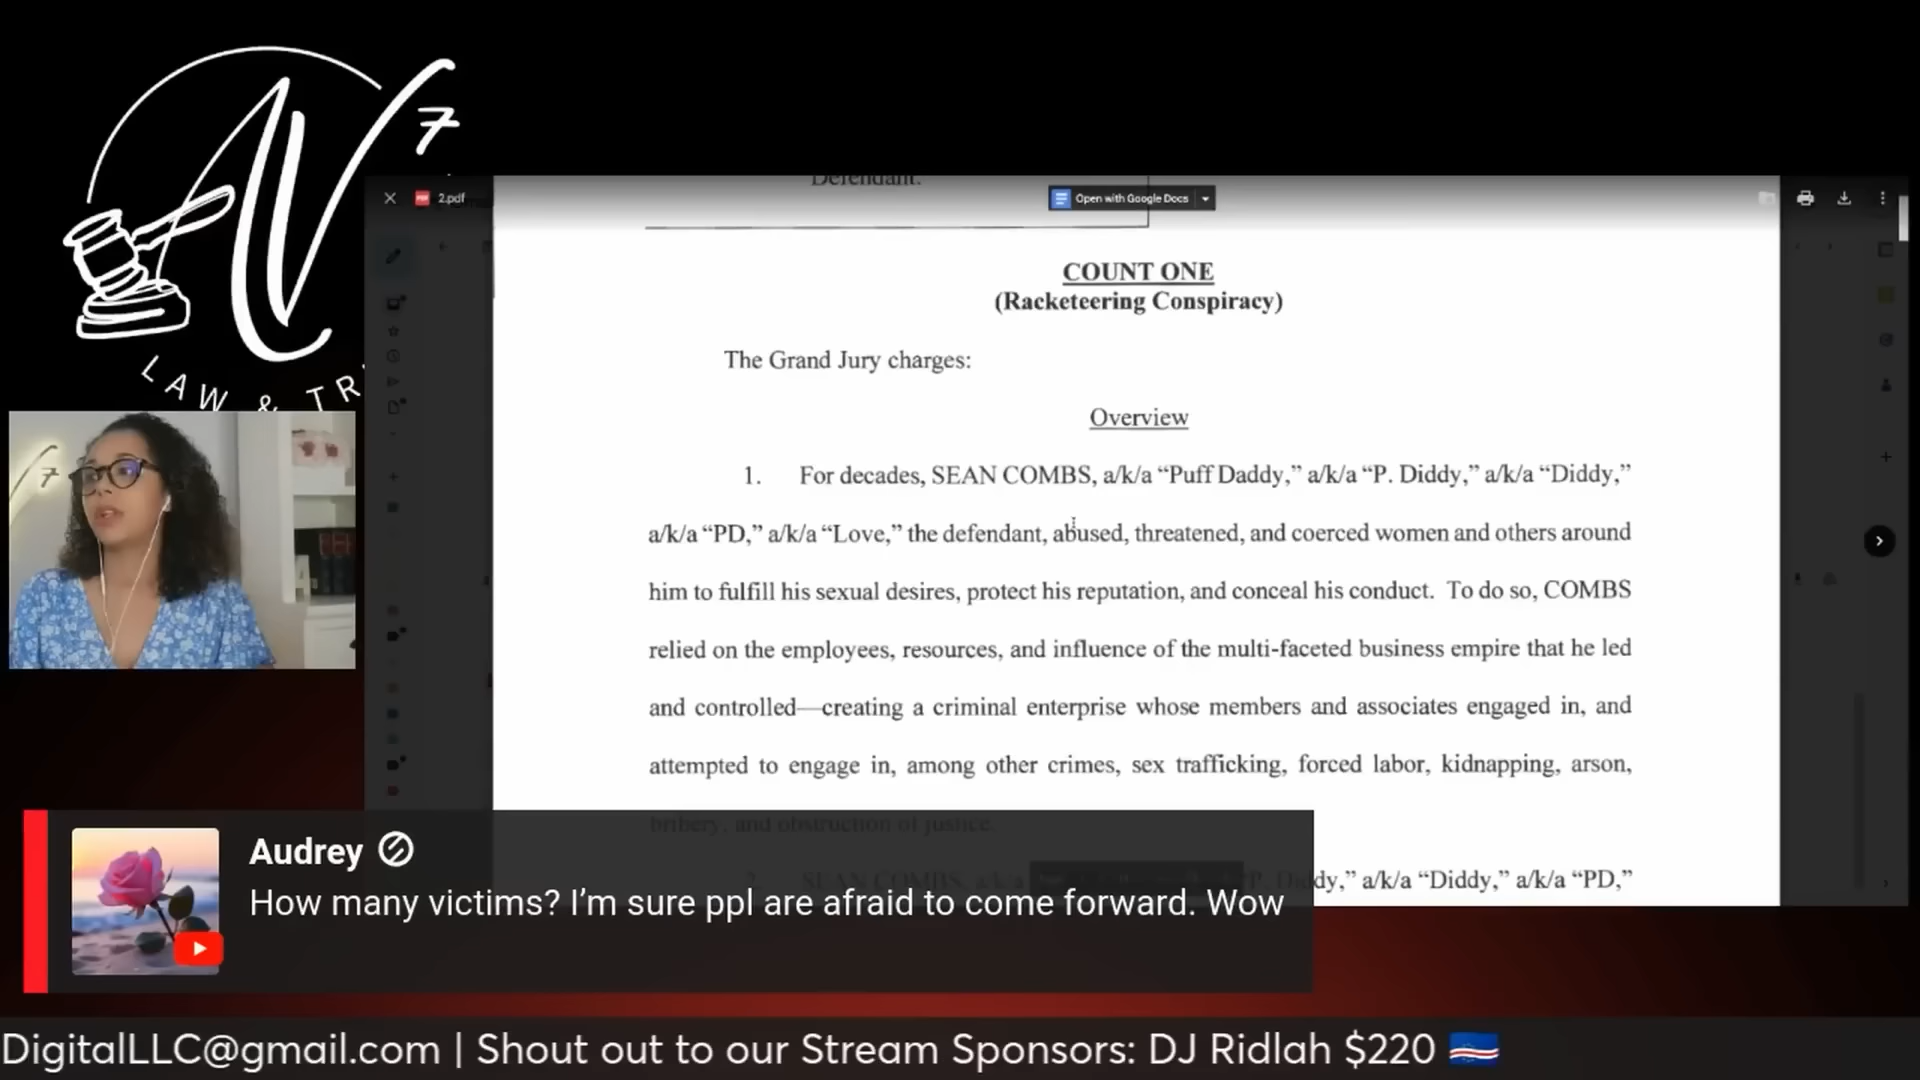 AV 7
LAW & TR
7
Defendant.
2.pdf
Open with Google Docs
COUNT ONE
(Racketeering Conspiracy)
The Grand Jury charges:
Overview
1. For decades, SEAN COMBS, a/k/a “Puff Daddy,” a/k/a “P. Diddy,” a/k/a “Diddy,”
a/k/a “PD,” a/k/a “Love,” the defendant, abused, threatened, and coerced women and others around
him to fulfill his sexual desires, protect his reputation, and conceal his conduct. To do so, COMBS
relied on the employees, resources, and influence of the multi-faceted business empire that he led
and controlled—creating a criminal enterprise whose members and associates engaged in, and
attempted to engage in, among other crimes, sex trafficking, forced labor, kidnapping, arson,
bribery, and obstruction of justice.
2. SEAN COMBS, a/k/a P. Diddy,” a/k/a “Diddy,” a/k/a “PD,”
Audrey
How many victims? I’m sure ppl are afraid to come forward. Wow
DigitalLLC@gmail.com | Shout out to our Stream Sponsors: DJ Ridlah $220